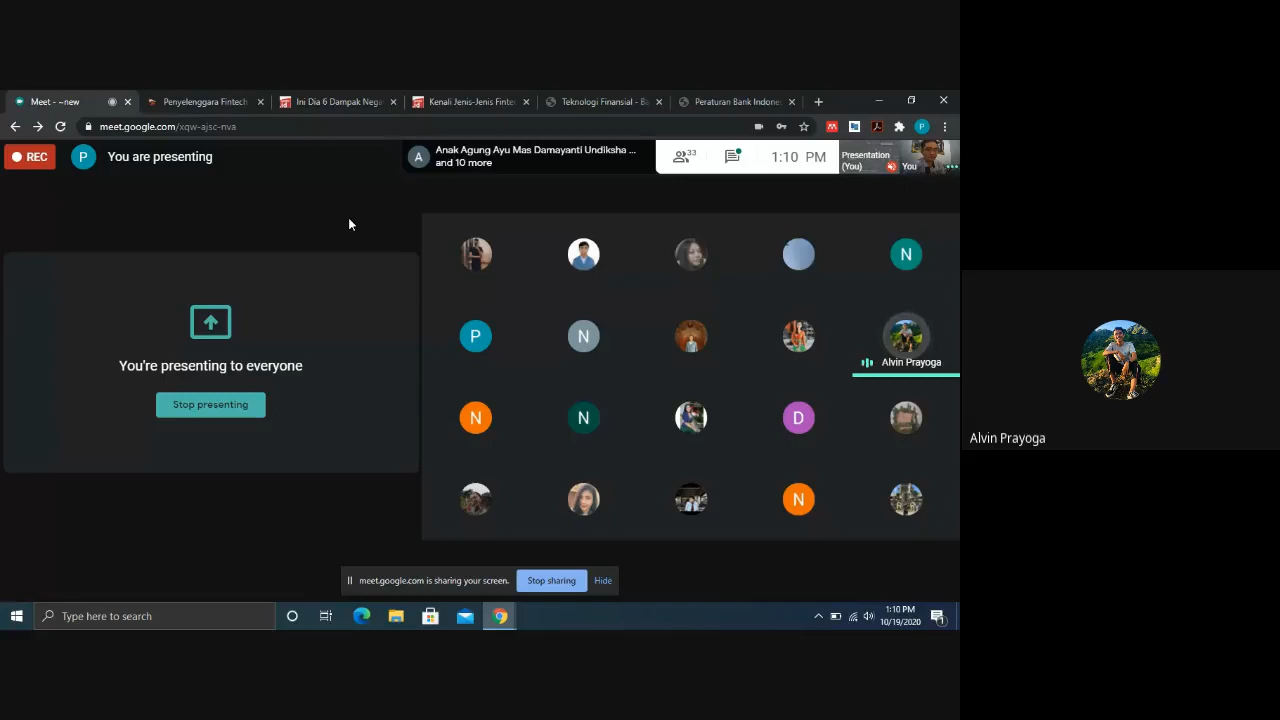 Meet - ~new
Penyelenggara Fintech
Ini Dia 6 Dampak Nega
Kenali Jenis-Jenis Finte
Teknologi Finansial - Ba
Peraturan Bank Indone
meet.google.com/xqw-ajsc-nva
REC
P
You are presenting
A
Anak Agung Ayu Mas Damayanti Undiksha ...
and 10 more
33
1:10 PM
Presentation
(You)
You
N
P
N
Alvin Prayoga
You're presenting to everyone
Stop presenting
N
N
D
N
Alvin Prayoga
meet.google.com is sharing your screen.
Stop sharing
Hide
Type here to search
1:10 PM
10/19/2020
1